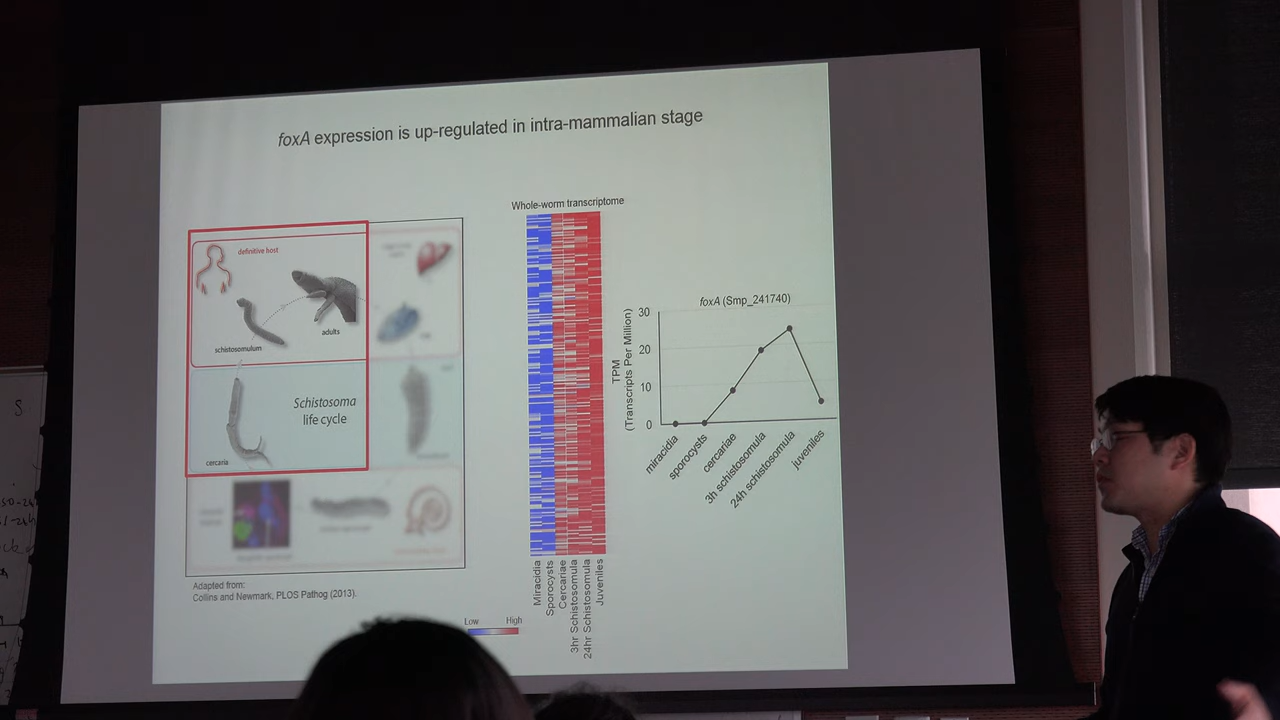 foxA expression is up-regulated in intra-mammalian stage
definitive host
adults
schistosomulum
Schistosoma
life cycle
cercaria
Adapted from:
Collins and Newmark, PLOS Pathog (2013).
Whole-worm transcriptome
Miracidia
Sporocysts
Cercariae
3hr Schistosomula
24hr Schistosomula
Juveniles
Low
High
foxA (Smp_241740)
TPM
(Transcripts Per Million)
30
20
10
0
miracidia
sporocysts
cercariae
3h schistosomula
24h schistosomula
juveniles
S